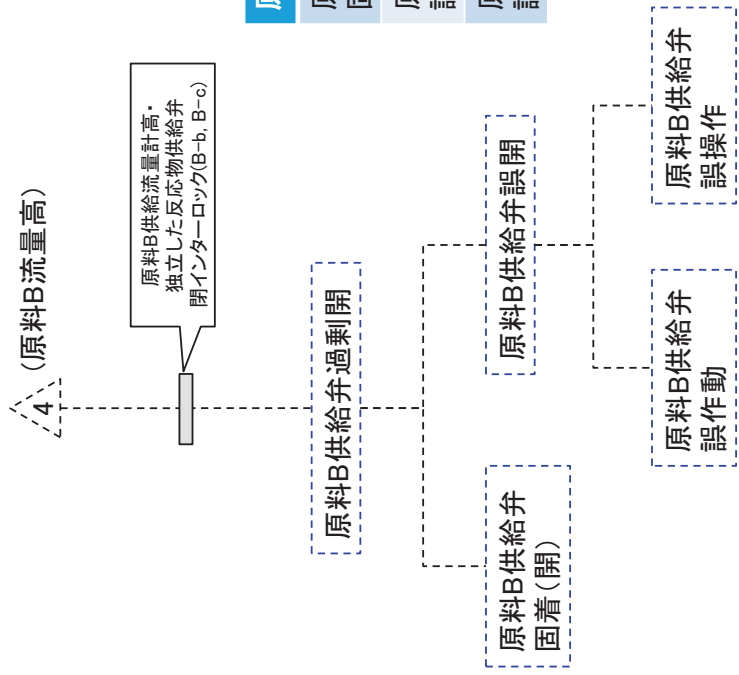 4
(原料B流量高)
原料B供給流量計高・
独立した反応物供給弁
閉インターロック(B-b, B-c)
原料B供給弁過剰開
原料B供給弁
固着(開)
原料B供給弁誤開
原料B供給弁
誤作動
原料B供給弁
誤操作